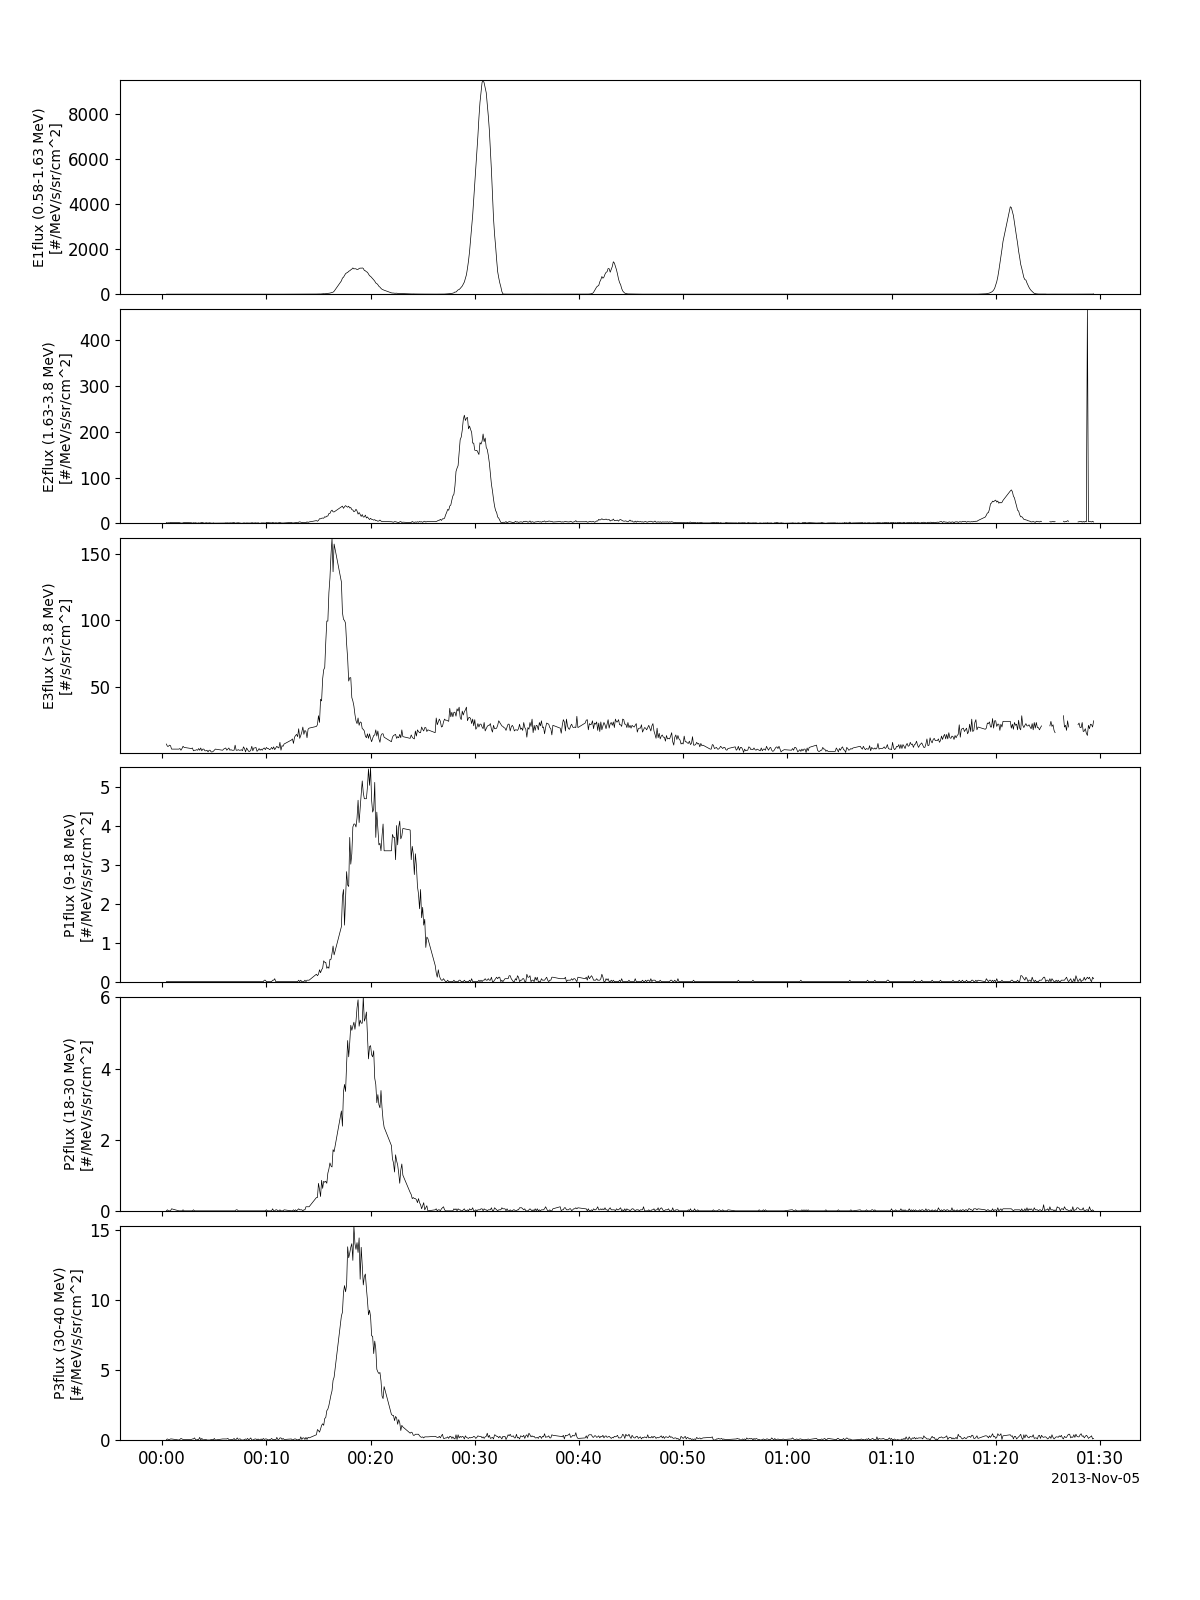 E1flux (0.58-1.63 MeV)
[#/MeV/s/sr/cm^2]
8000
6000
4000
2000
0
E2flux (1.63-3.8 MeV)
[#/MeV/s/sr/cm^2]
400
300
200
100
0
E3flux (>3.8 MeV)
[#/s/sr/cm^2]
150
100
50
P1flux (9-18 MeV)
[#/MeV/s/sr/cm^2]
5
4
3
2
1
0
P2flux (18-30 MeV)
[#/MeV/s/sr/cm^2]
6
4
2
0
P3flux (30-40 MeV)
[#/MeV/s/sr/cm^2]
15
10
5
0
00:00 00:10 00:20 00:30 00:40 00:50 01:00 01:10 01:20 01:30
2013-Nov-05